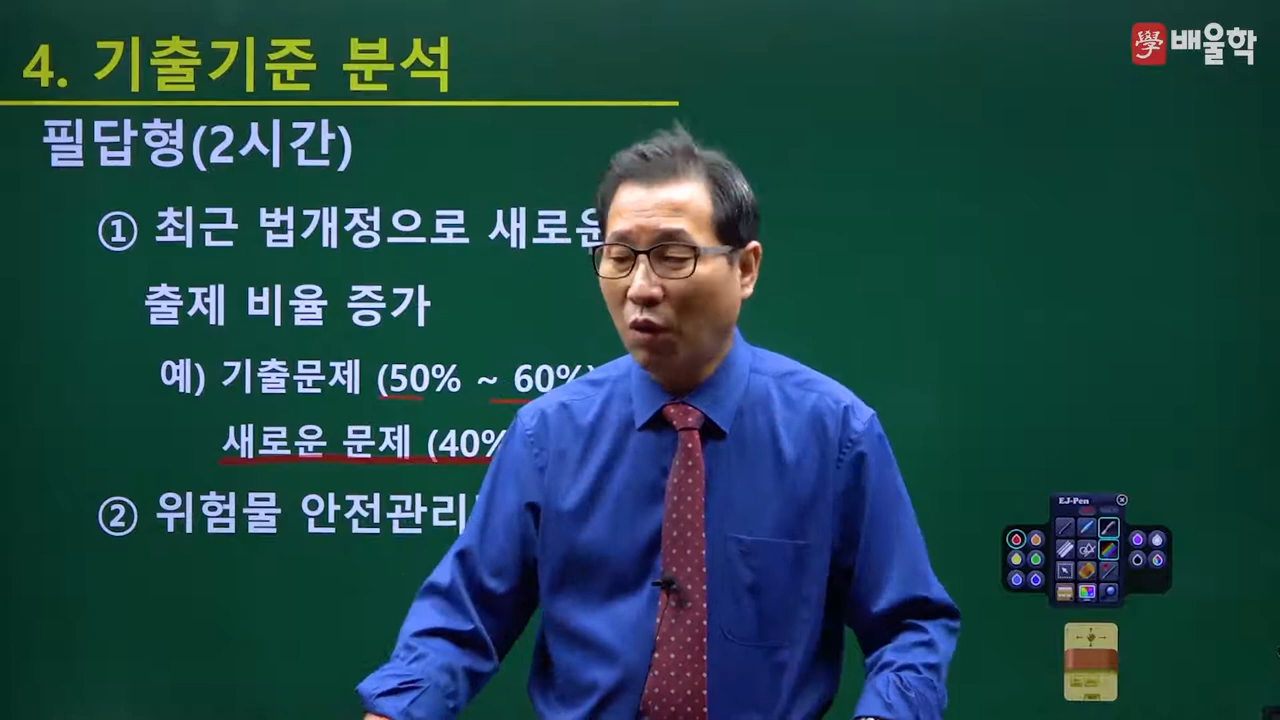 4. 기출기준 분석
學 배울학
필답형(2시간)
① 최근 법개정으로 새로운
출제 비율 증가
예) 기출문제 (50% ~ 60%)
새로운 문제 (40%
② 위험물 안전관리
EJ-Pen